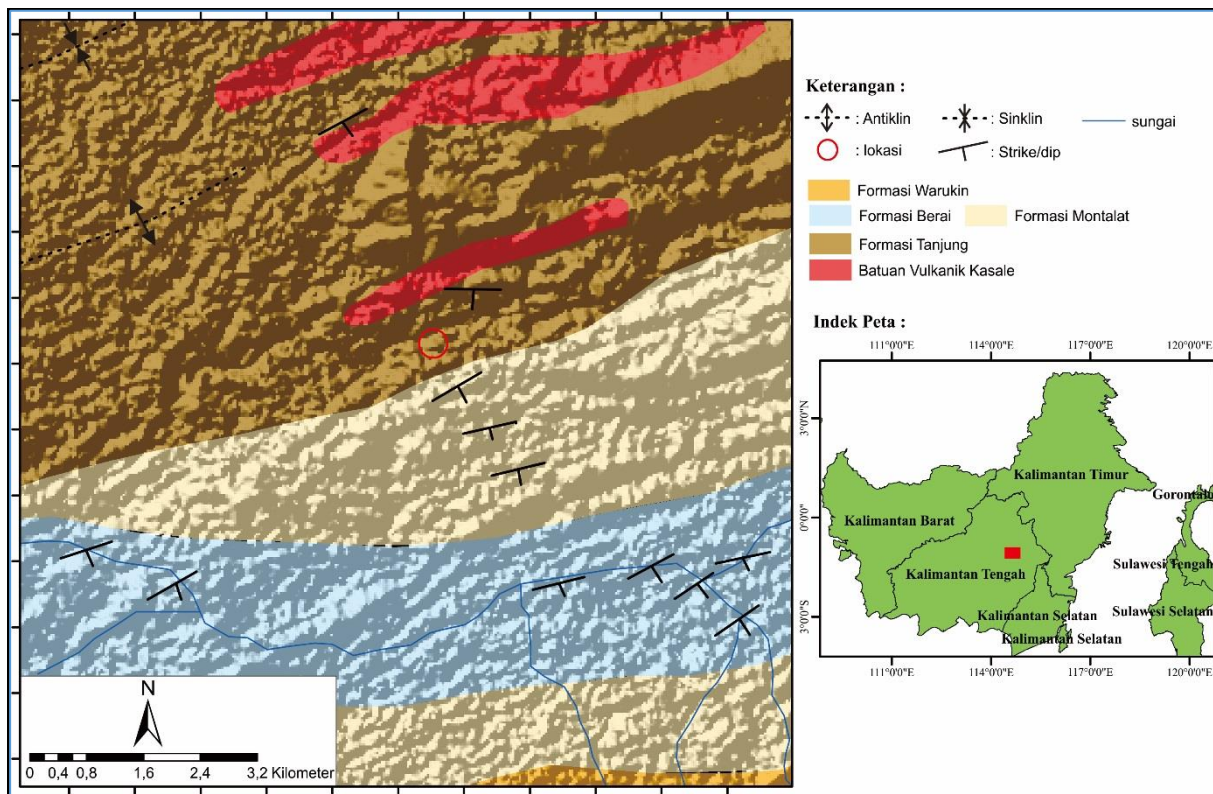 Keterangan :
: Antiklin
: Sinklin
sungai
: lokasi
: Strike/dip
Formasi Warukin
Formasi Berai
Formasi Montalat
Formasi Tanjung
Batuan Vulkanik Kasale
Indek Peta :
111°0'0"E
114°0'0"E
117°0'0"E
120°0'0"E
3°0'0"N
0°0'0"
3°0'0"S
Kalimantan Timur
Gorontalo
Kalimantan Barat
Kalimantan Tengah
Sulawesi Tengah
Kalimantan Selatan
Sulawesi Selatan
Kalimantan Selatan
111°0'0"E
114°0'0"E
117°0'0"E
120°0'0"E
N
0 0,4 0,8 1,6 2,4 3,2 Kilometer